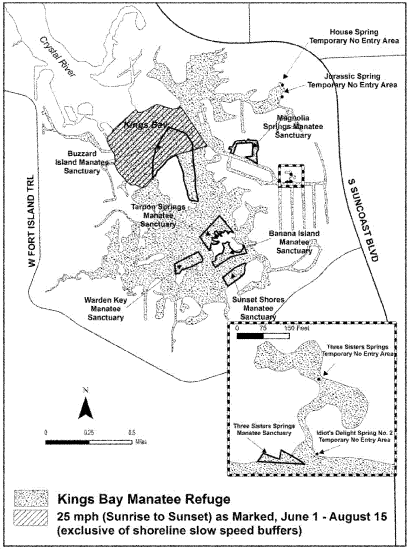 House Spring
Temporary No Entry Area
Crystal River
Jurassic Spring
Temporary No Entry Area
Magnolia
Springs Manatee
Sanctuary
Kings Bay
Buzzard
Island Manatee
Sanctuary
W FORT ISLAND TRL
S SUNCOAST BLVD
Tarpon Springs
Manatee
Sanctuary
Banana Island
Manatee
Sanctuary
Warden Key
Manatee
Sanctuary
Sunset Shores
Manatee
Sanctuary
0 75 150 Feet
Three Sisters Springs
Temporary No Entry Area
Three Sisters Springs
Manatee Sanctuary
Idiot's Delight Spring No. 2
Temporary No Entry Area
N
0 0.25 0.5
Miles
Kings Bay Manatee Refuge
25 mph (Sunrise to Sunset) as Marked, June 1 - August 15
(exclusive of shoreline slow speed buffers)